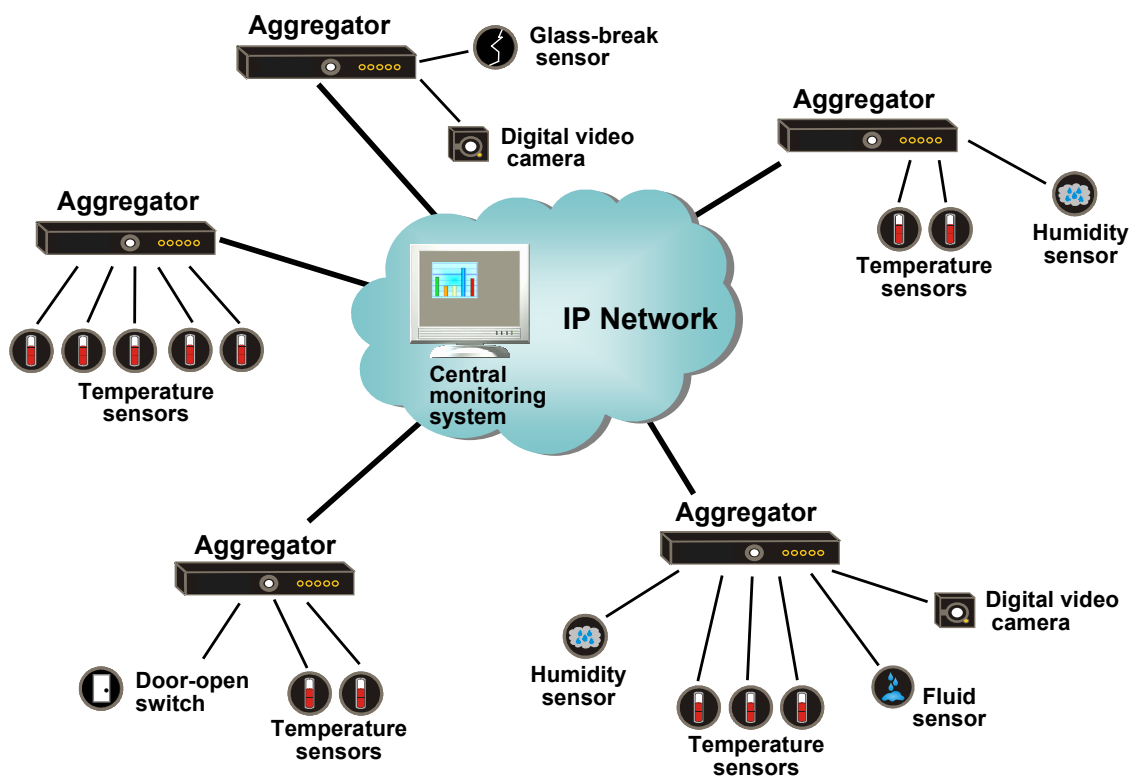 Aggregator
Glass-break
sensor
Digital video
camera
Aggregator
Temperature
sensors
Humidity
sensor
Aggregator
Temperature
sensors
IP Network
Central
monitoring
system
Aggregator
Door-open
switch
Temperature
sensors
Aggregator
Humidity
sensor
Temperature
sensors
Fluid
sensor
Digital video
camera